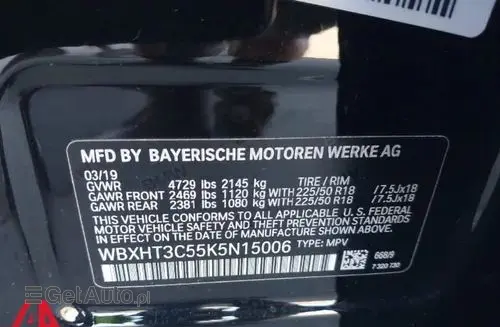 MFD BY BAYERISCHE MOTOREN WERKE AG
03/19
GVWR 4729 lbs 2145 kg TIRE / RIM
GAWR FRONT 2469 lbs 1120 kg WITH 225/50 R18 /7.5Jx18
GAWR REAR 2381 lbs 1080 kg WITH 225/50 R18 /7.5Jx18
THIS VEHICLE CONFORMS TO ALL APPLICABLE
FEDERAL MOTOR VEHICLE SAFETY, BUMPER,
AND THEFT PREVENTION STANDARDS IN
EFFECT ON THE DATE OF MANUFACTURE
SHOWN ABOVE.
WBXHT3C55K5N15006 TYPE: MPV
668/9
7 320 730
EGetAuto.pl